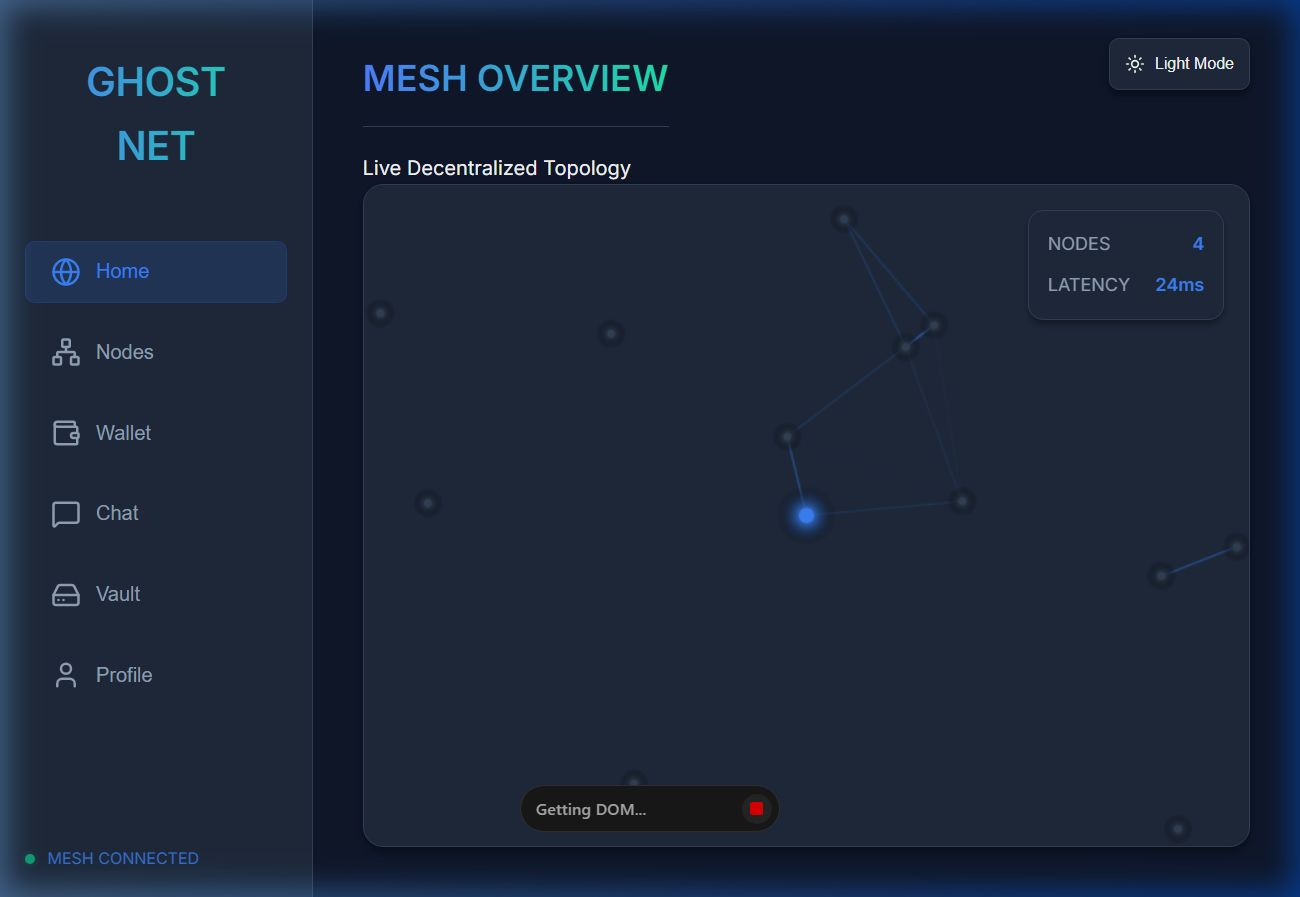 GHOST
NET
Home
Nodes
Wallet
Chat
Vault
Profile
MESH CONNECTED
MESH OVERVIEW
Light Mode
Live Decentralized Topology
NODES 4
LATENCY 24ms
Getting DOM...